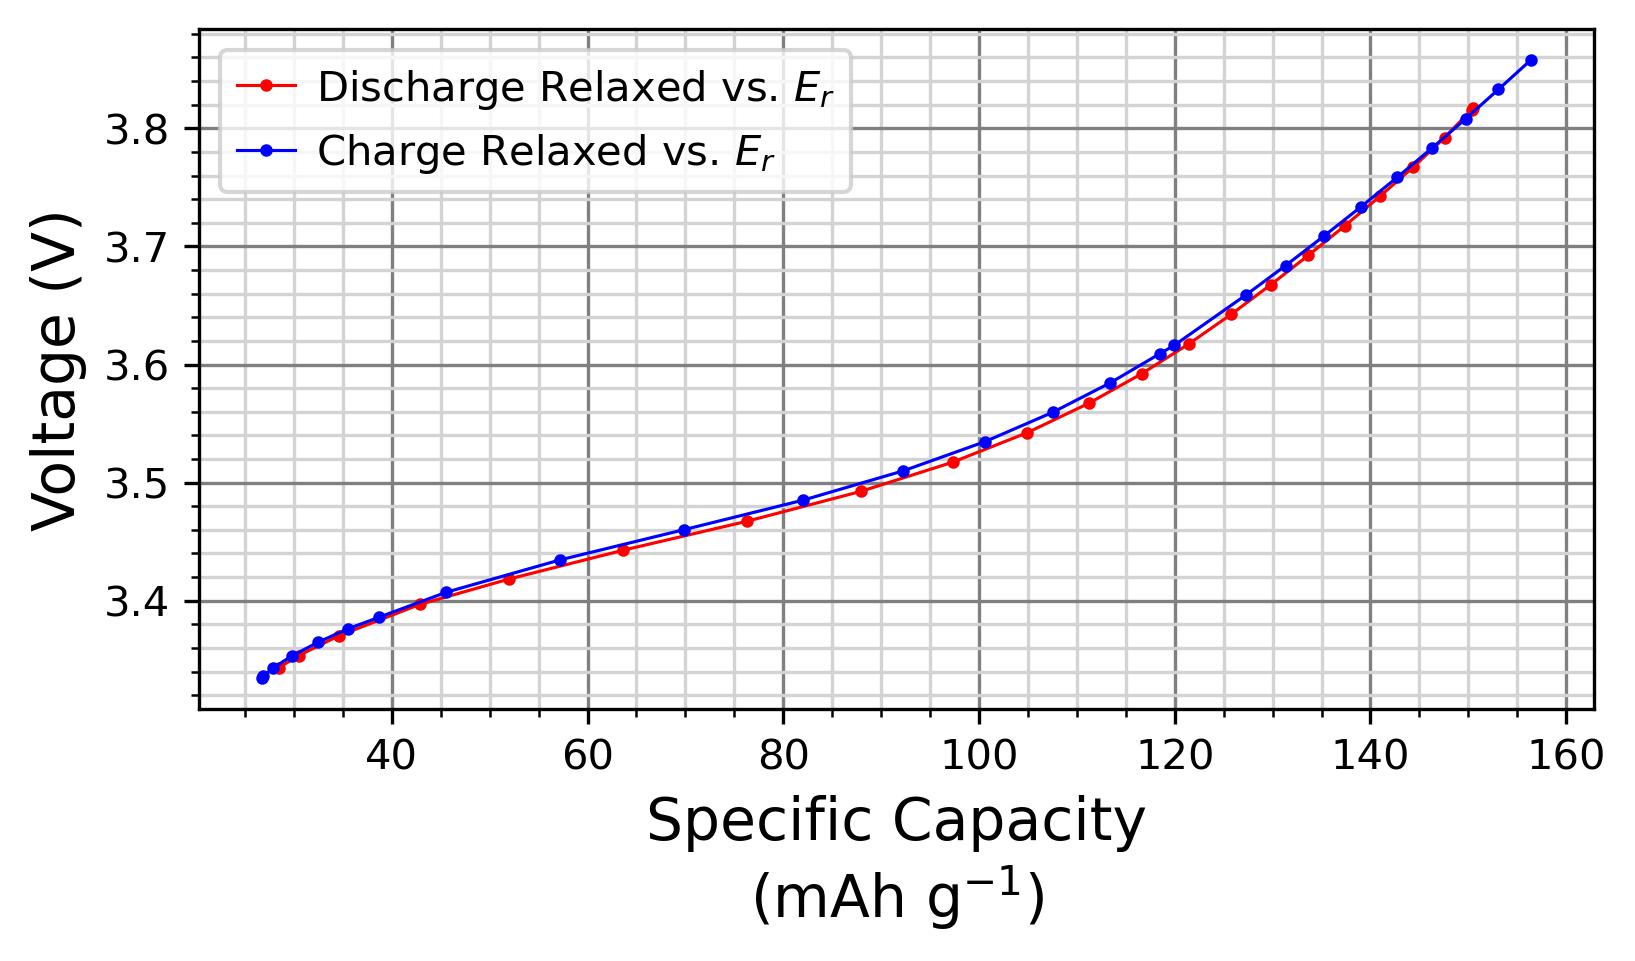 Discharge Relaxed vs. E_r
Charge Relaxed vs. E_r
Voltage (V)
3.8
3.7
3.6
3.5
3.4
40 60 80 100 120 140 160
Specific Capacity
(mAh g⁻¹)